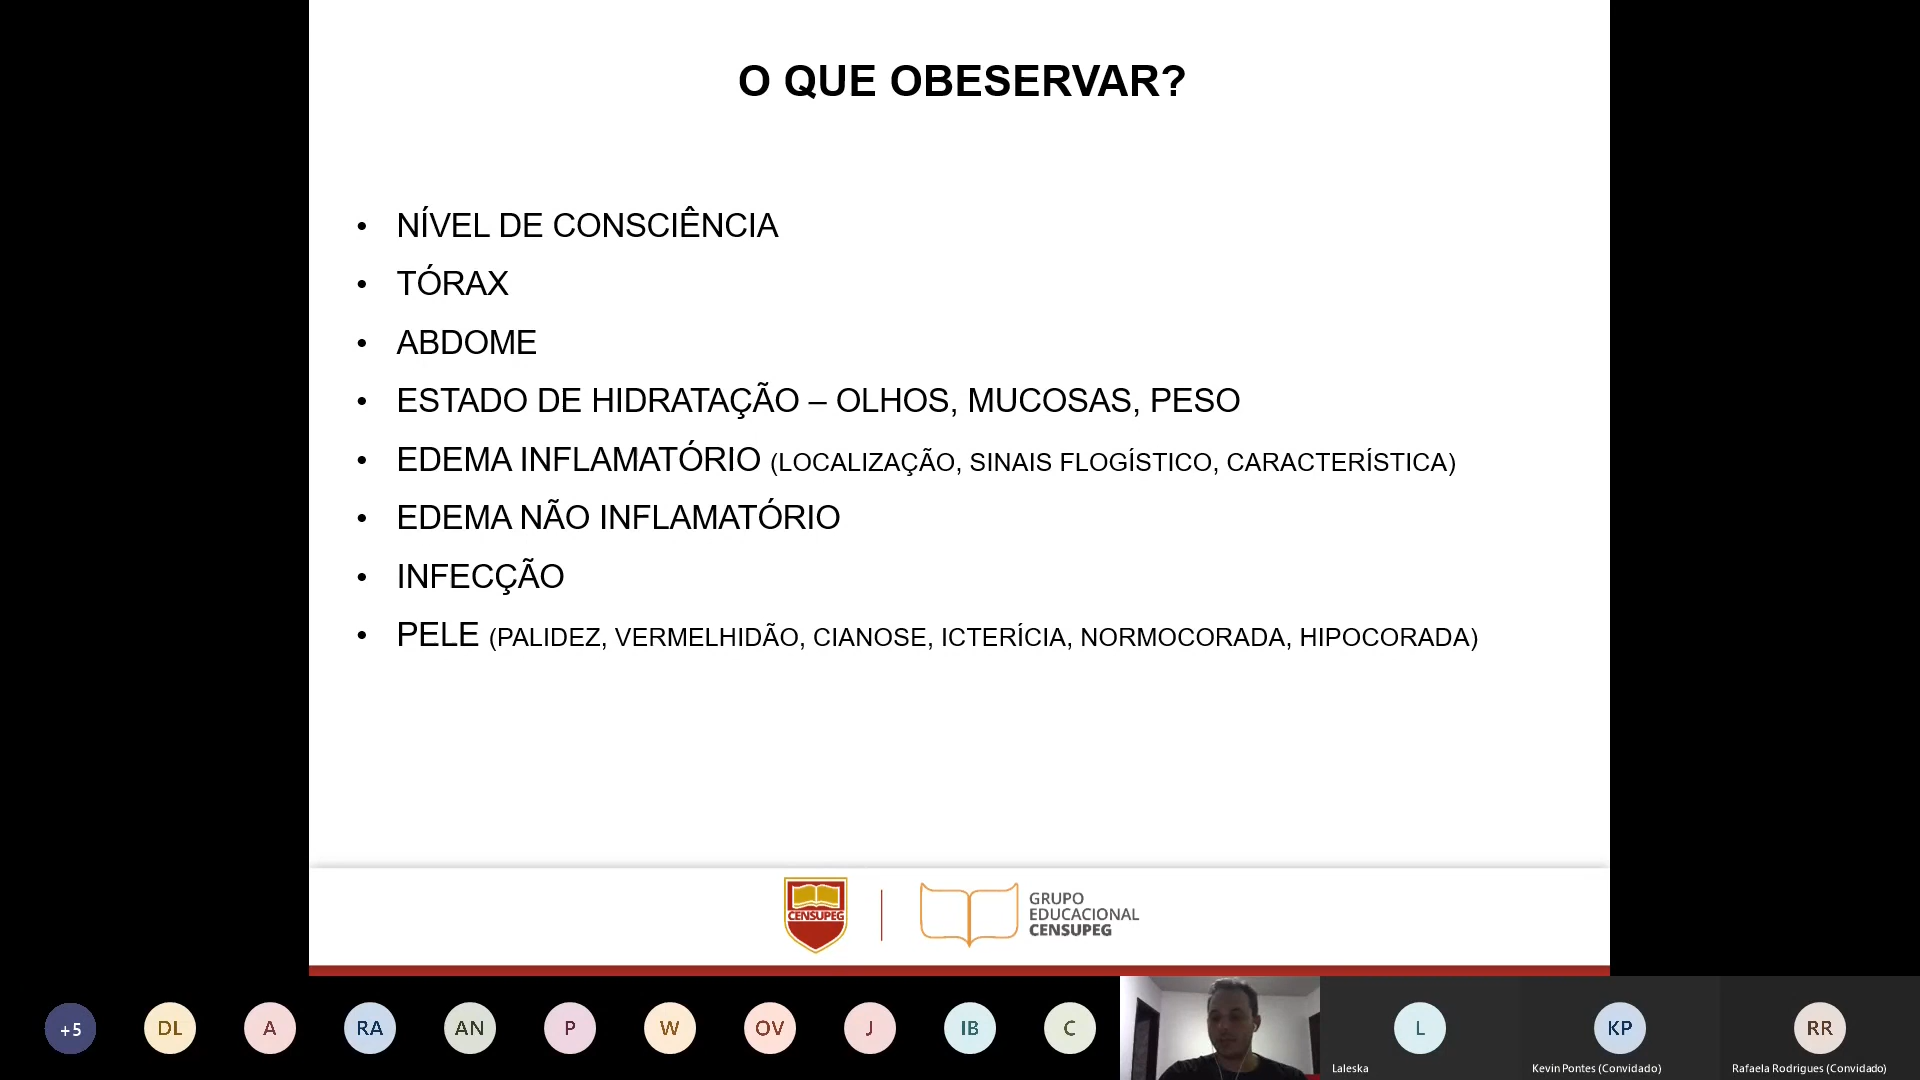 O QUE OBESERVAR?
• NÍVEL DE CONSCIÊNCIA
• TÓRAX
• ABDOME
• ESTADO DE HIDRATAÇÃO – OLHOS, MUCOSAS, PESO
• EDEMA INFLAMATÓRIO (LOCALIZAÇÃO, SINAIS FLOGÍSTICO, CARACTERÍSTICA)
• EDEMA NÃO INFLAMATÓRIO
• INFECÇÃO
• PELE (PALIDEZ, VERMELHIDÃO, CIANOSE, ICTERÍCIA, NORMOCORADA, HIPOCORADA)
CENSUPEG
GRUPO
EDUCACIONAL
CENSUPEG
+5 DL A RA AN P W OV J IB C L KP RR
Laleska Kevin Pontes (Convidado) Rafaela Rodrigues (Convidado)